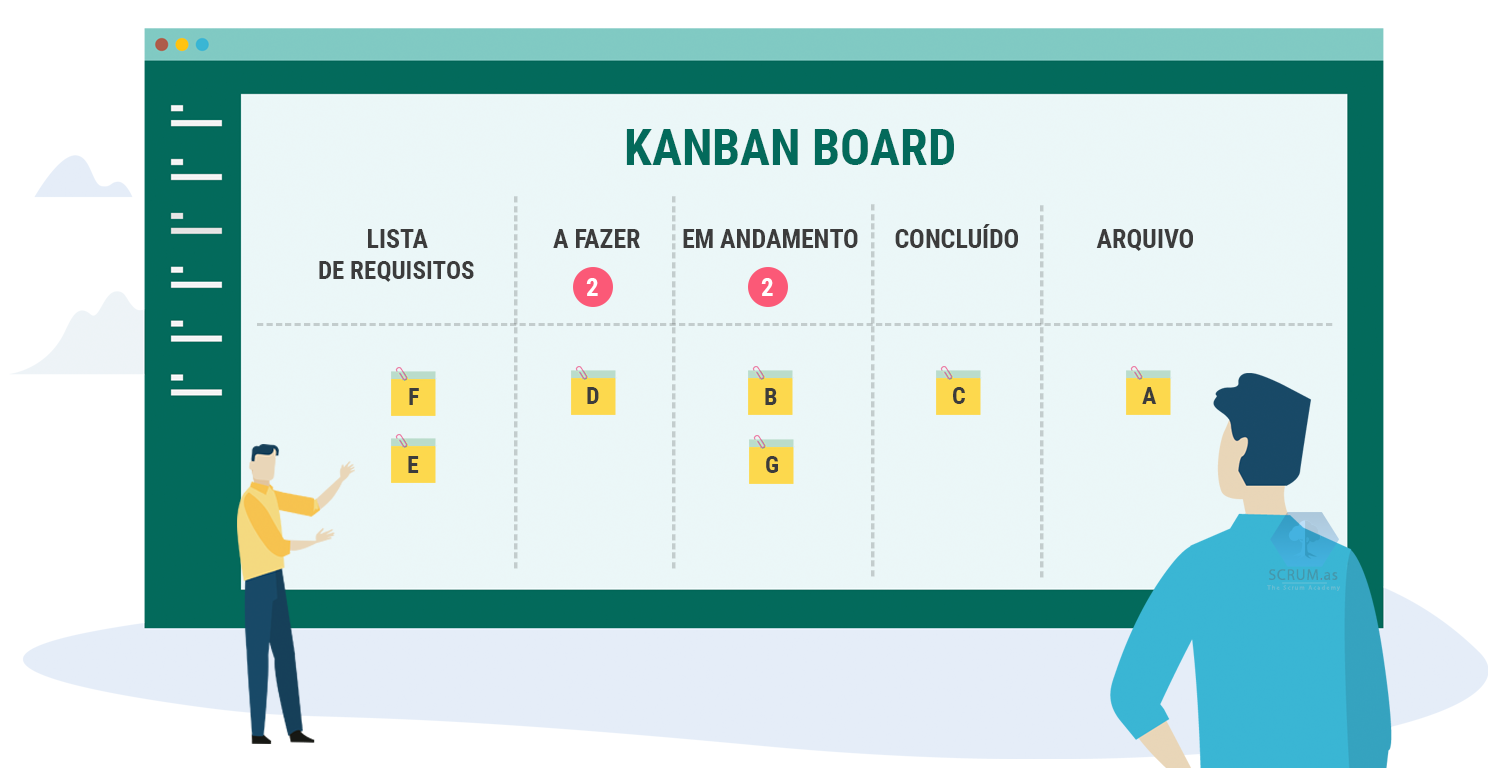 KANBAN BOARD
LISTA
DE REQUISITOS
A FAZER
EM ANDAMENTO
CONCLUÍDO
ARQUIVO
2
2
F
D
B
C
A
E
G
SCRUM.as
The Scrum Academy